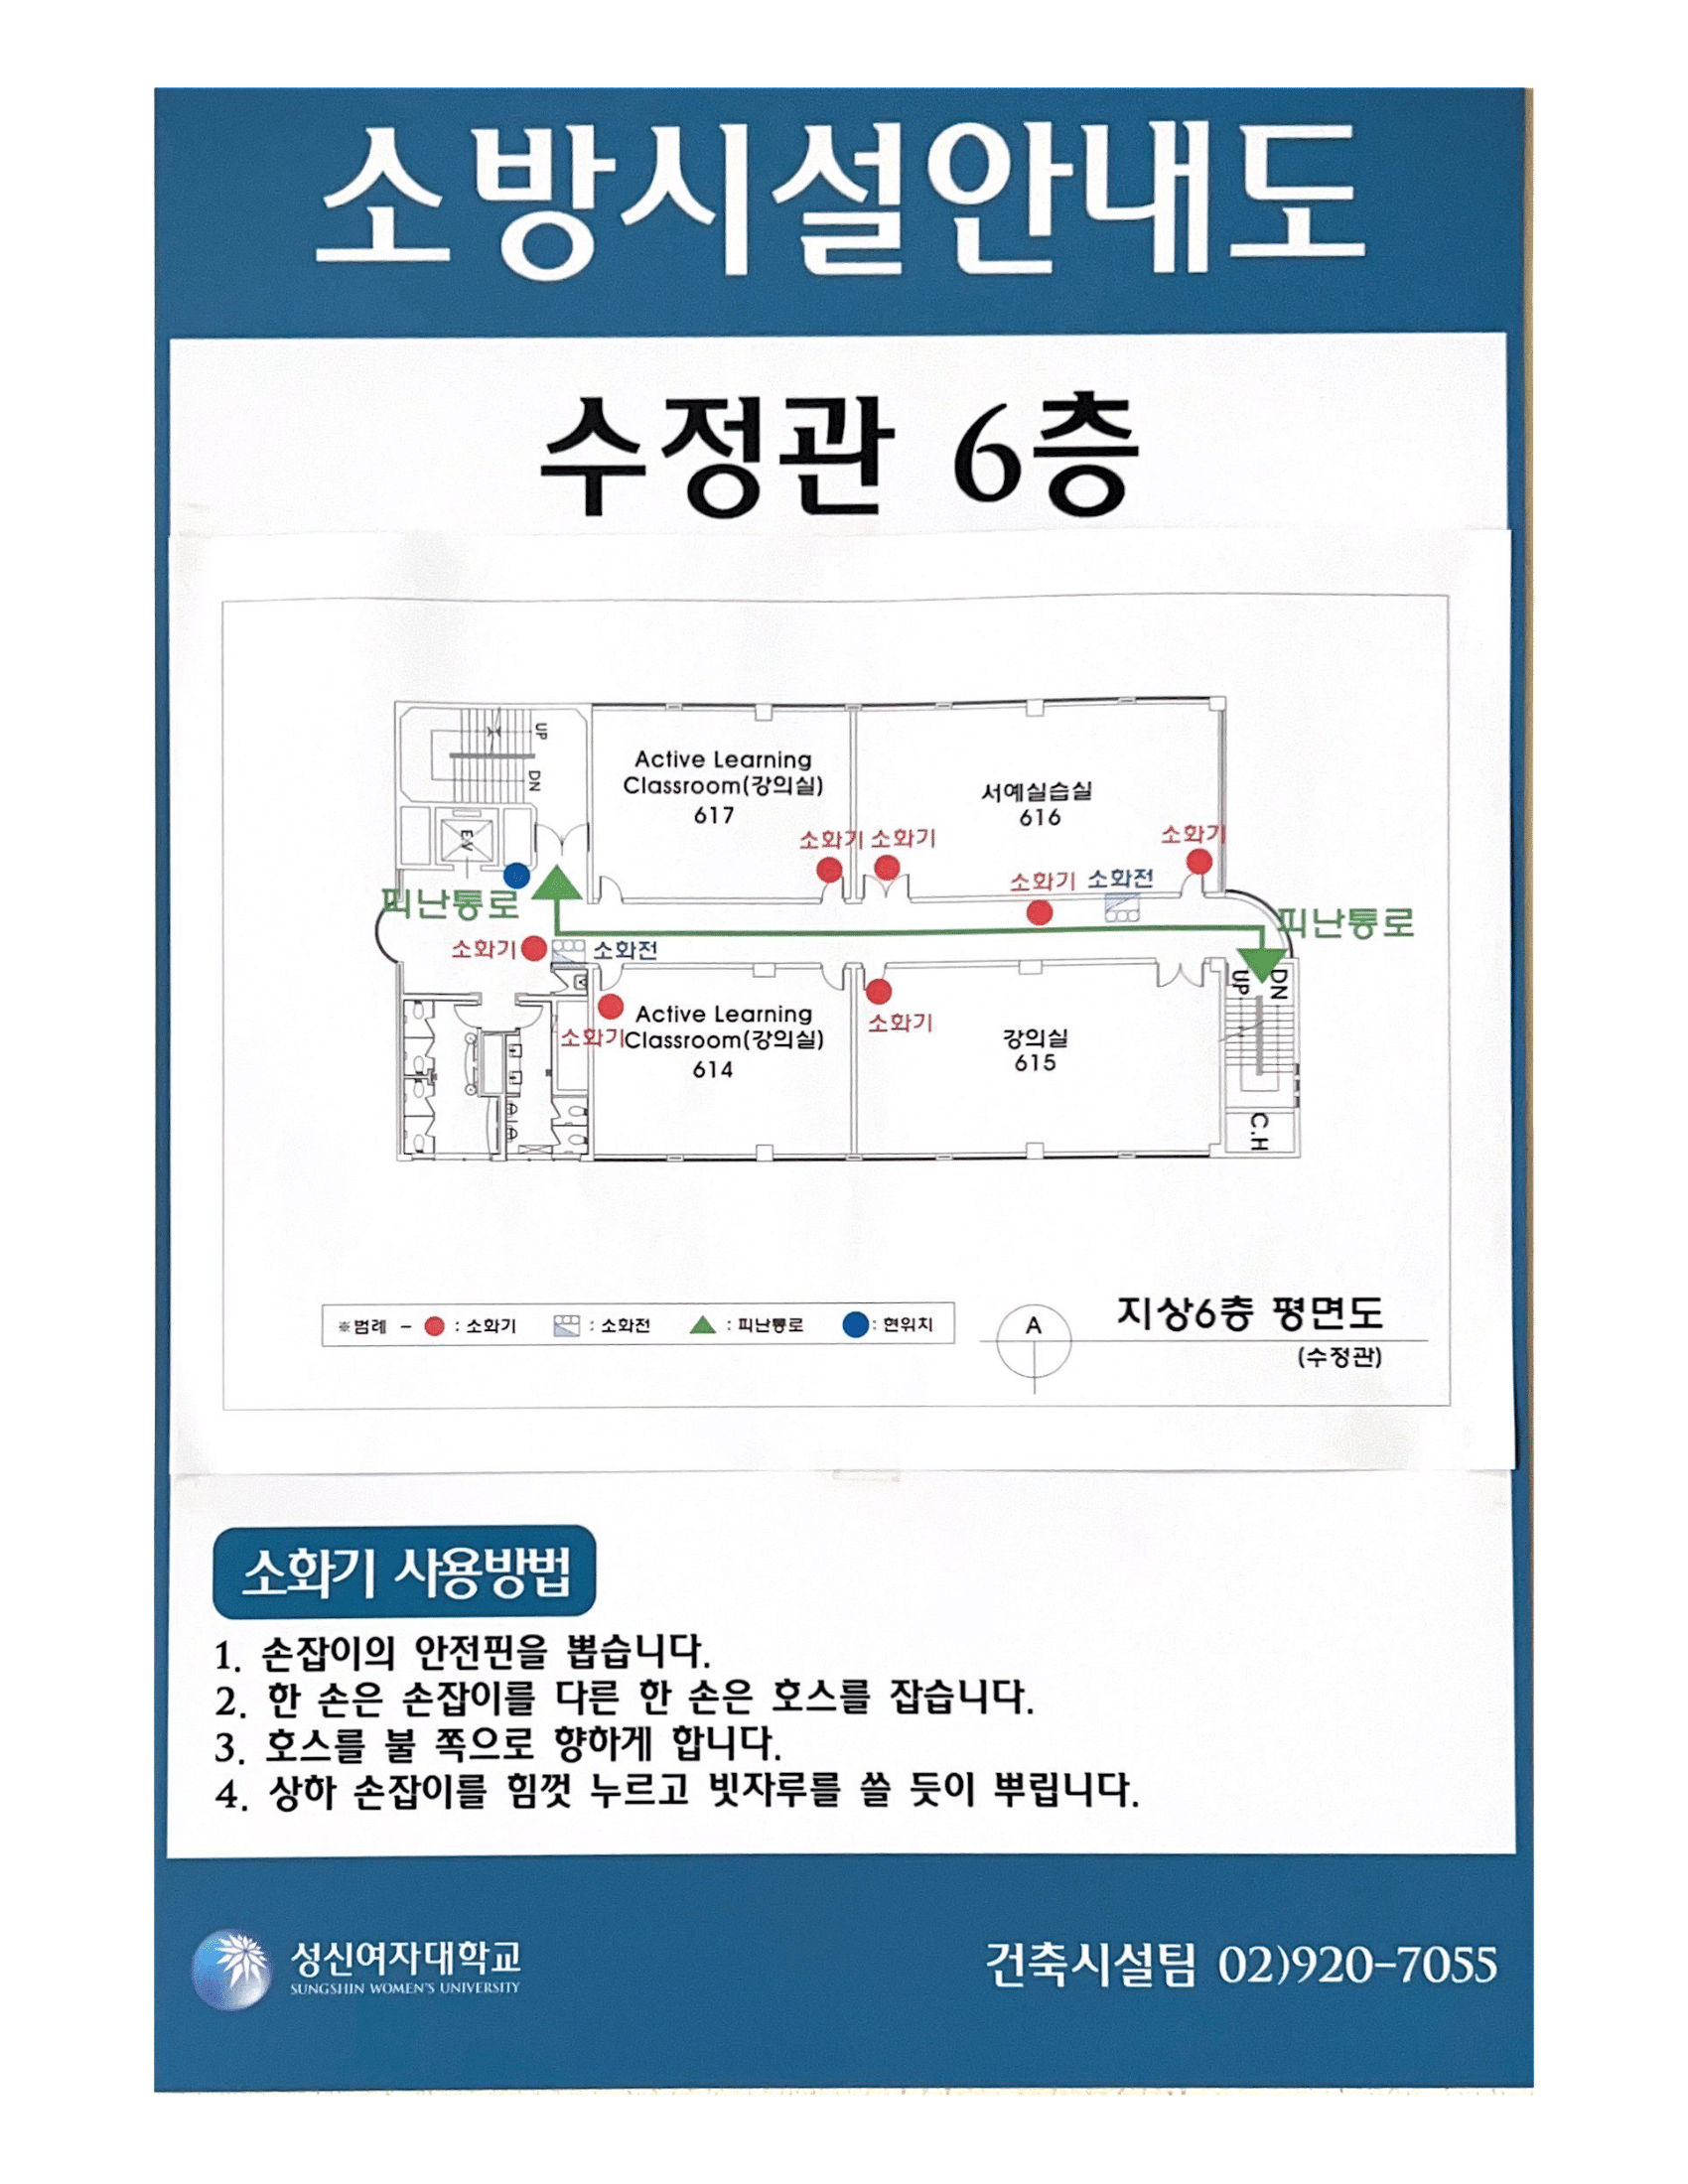 소방시설안내도
수정관 6층
UP
DN
E/V
Active Learning
Classroom(강의실)
617
서예실습실
616
소화기
소화기
소화기
소화기
소화전
피난통로
피난통로
소화기
소화전
소화기
Active Learning
Classroom(강의실)
614
소화기
강의실
615
UP
DN
C.H
※범례 - : 소화기 : 소화전 : 피난통로 : 현위치
A
지상6층 평면도
(수정관)
소화기 사용방법
1. 손잡이의 안전핀을 뽑습니다.
2. 한 손은 손잡이를 다른 한 손은 호스를 잡습니다.
3. 호스를 불 쪽으로 향하게 합니다.
4. 상하 손잡이를 힘껏 누르고 빗자루를 쓸 듯이 뿌립니다.
성신여자대학교
SUNGSHIN WOMEN'S UNIVERSITY
건축시설팀 02)920-7055